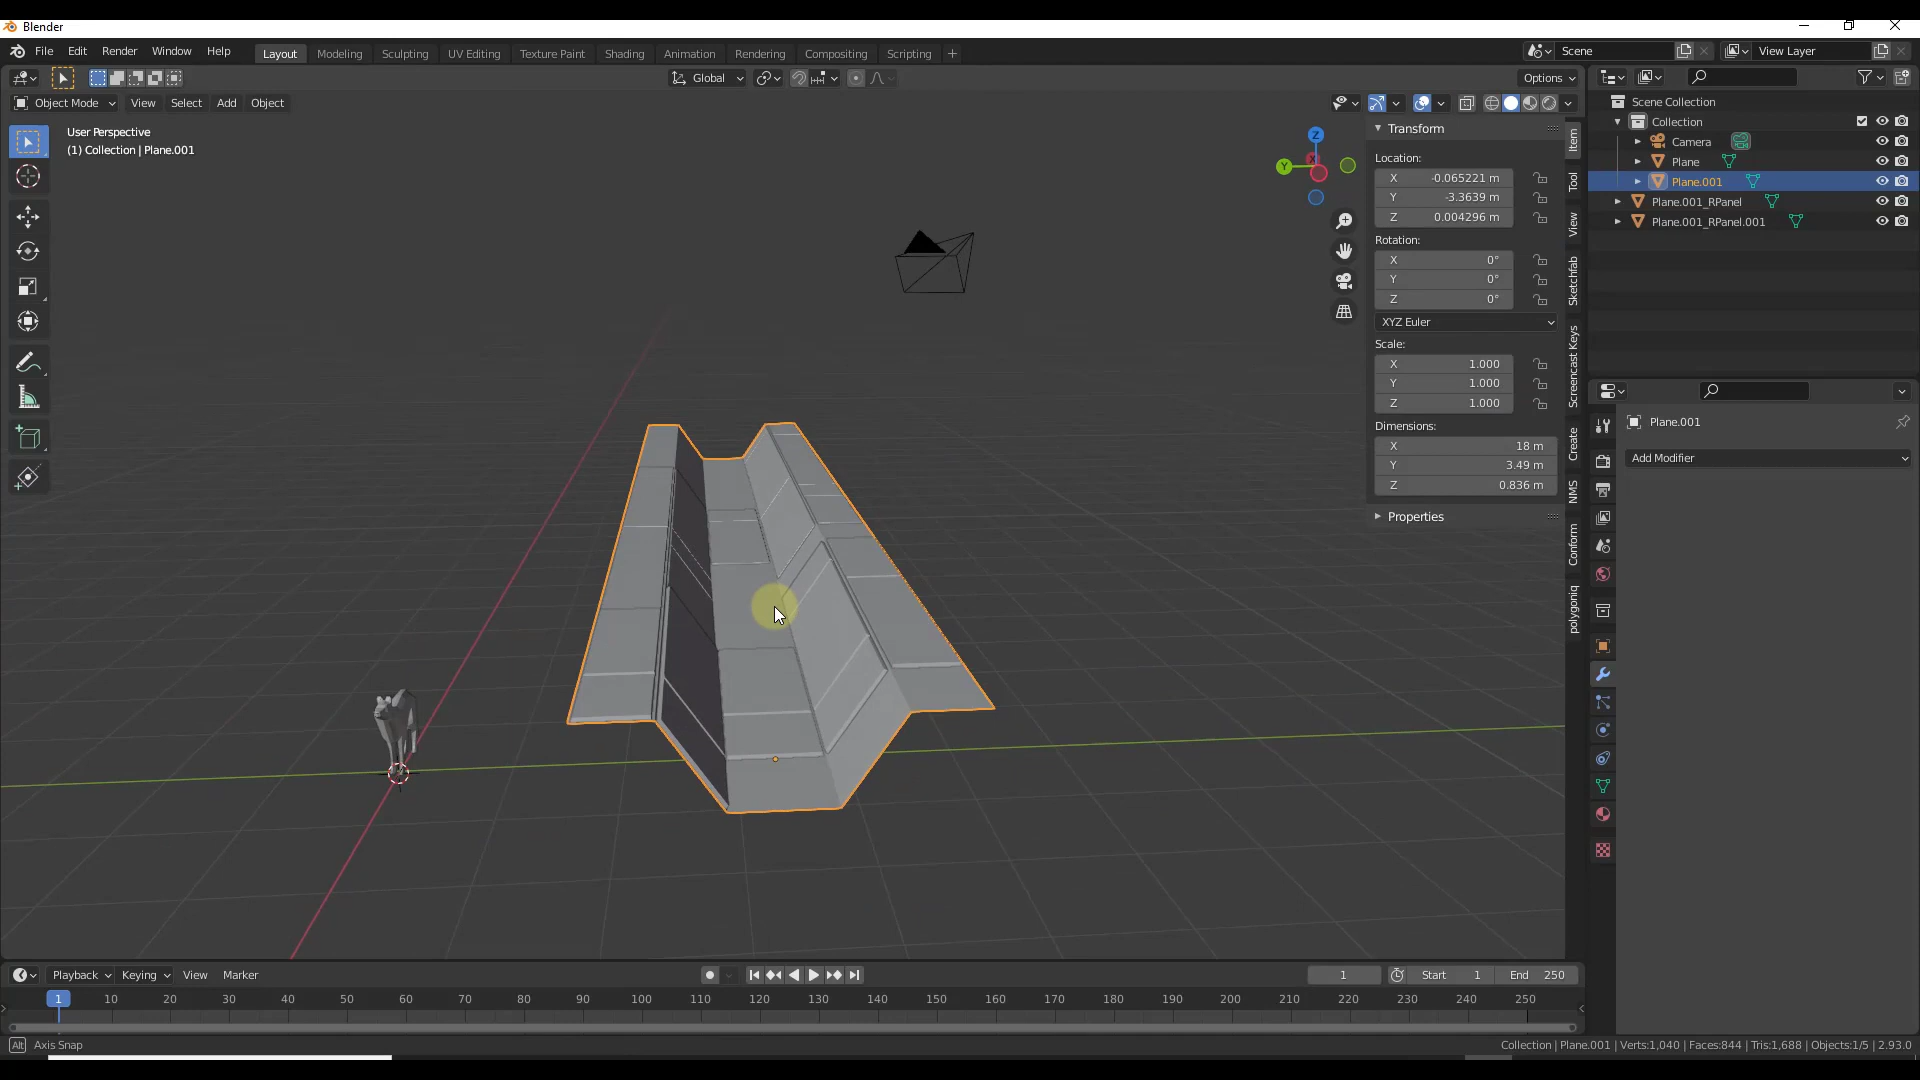 Blender
File Edit Render Window Help
Layout Modeling Sculpting UV Editing Texture Paint Shading Animation Rendering Compositing Scripting +
Scene
View Layer
Global
Options
Object Mode View Select Add Object
User Perspective
(1) Collection | Plane.001
Z
Y
X
Transform
Location:
X -0.065221 m
Y -3.3639 m
Z 0.004296 m
Rotation:
X 0°
Y 0°
Z 0°
XYZ Euler
Scale:
X 1.000
Y 1.000
Z 1.000
Dimensions:
X 18 m
Y 3.49 m
Z 0.836 m
Properties
Item
Tool
View
Sketchfab
Screencast Keys
Create
NMS
Conform
polygoniq
Scene Collection
Collection
Camera
Plane
Plane.001
Plane.001_RPanel
Plane.001_RPanel.001
Plane.001
Add Modifier
Playback Keying View Marker
1 Start 1 End 250
1 10 20 30 40 50 60 70 80 90 100 110 120 130 140 150 160 170 180 190 200 210 220 230 240 250
Alt Axis Snap
Collection | Plane.001 | Verts:1,040 | Faces:844 | Tris:1,688 | Objects:1/5 | 2.93.0